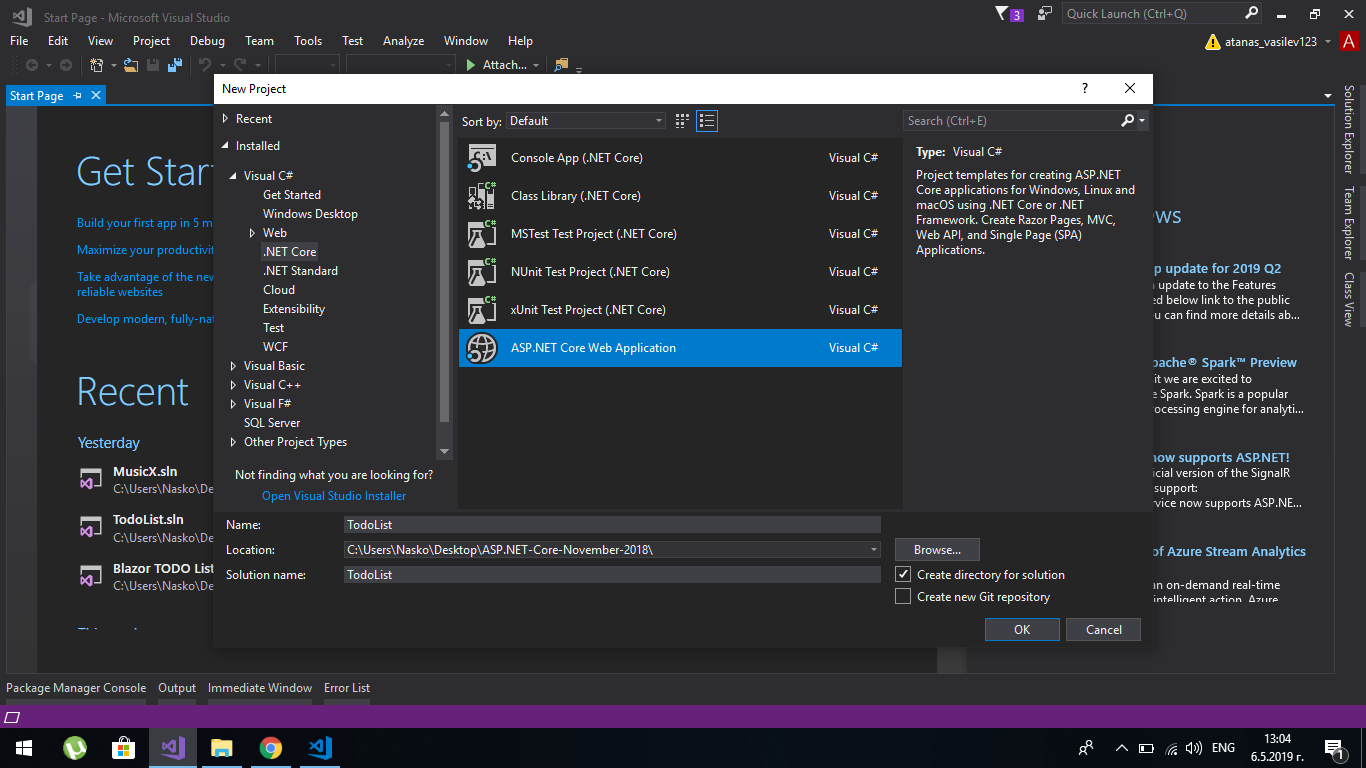 Start Page - Microsoft Visual Studio
3
Quick Launch (Ctrl+Q)
File Edit View Project Debug Team Tools Test Analyze Window Help
atanas_vasilev123
A
Attach...
Start Page
New Project
?
Recent
Installed
Visual C#
Get Started
Windows Desktop
Web
.NET Core
.NET Standard
Cloud
Extensibility
Test
WCF
Visual Basic
Visual C++
Visual F#
SQL Server
Other Project Types
Not finding what you are looking for?
Open Visual Studio Installer
Sort by: Default
Console App (.NET Core) Visual C#
Class Library (.NET Core) Visual C#
MSTest Test Project (.NET Core) Visual C#
NUnit Test Project (.NET Core) Visual C#
xUnit Test Project (.NET Core) Visual C#
ASP.NET Core Web Application Visual C#
Search (Ctrl+E)
Type: Visual C#
Project templates for creating ASP.NET
Core applications for Windows, Linux and
macOS using .NET Core or .NET
Framework. Create Razor Pages, MVC,
Web API, and Single Page (SPA)
Applications.
Name: TodoList
Location: C:\Users\Nasko\Desktop\ASP.NET-Core-November-2018\
Browse...
Solution name: TodoList
Create directory for solution
Create new Git repository
OK Cancel
Get Star
Build your first app in 5 m
Maximize your productivit
Take advantage of the new
reliable websites
Develop modern, fully-nat
Recent
Yesterday
MusicX.sln
C:\Users\Nasko\De
TodoList.sln
C:\Users\Nasko\De
Blazor TODO List
C:\Users\Nasko\De
ows
p update for 2019 Q2
update to the Features
ed below link to the public
ou can find more details ab...
pache® Spark™ Preview
it we are excited to
e Spark. Spark is a popular
rocessing engine for analyti...
now supports ASP.NET!
icial version of the SignalR
support:
rvice now supports ASP.NE...
of Azure Stream Analytics
an on-demand real-time
intelligent action. Azure
Solution Explorer
Team Explorer
Class View
Package Manager Console Output Immediate Window Error List
ENG
13:04
6.5.2019 г.
1